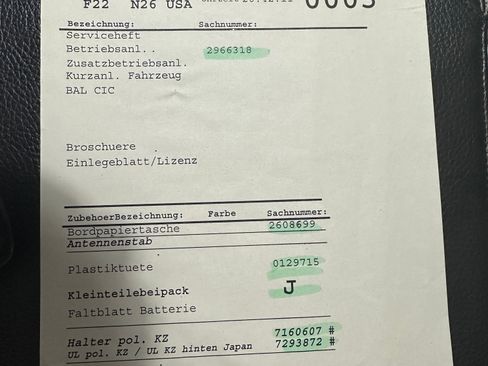 F22 N26 USA 0003
Bezeichnung: Sachnummer:
Serviceheft
Betriebsanl.. 2966318
Zusatzbetriebsanl.
Kurzanl. Fahrzeug
BAL CIC
Broschuere .
Einlegeblatt/Lizenz
ZubehoerBezeichnung: Farbe Sachnummer:
Bordpapiertasche 2608699
Antennenstab
Plastiktuete 0129715
Kleinteilebeipack J
Faltblatt Batterie
Halter pol. KZ 7160607 #
UL pol. KZ / UL KZ hinten Japan 7293872 #